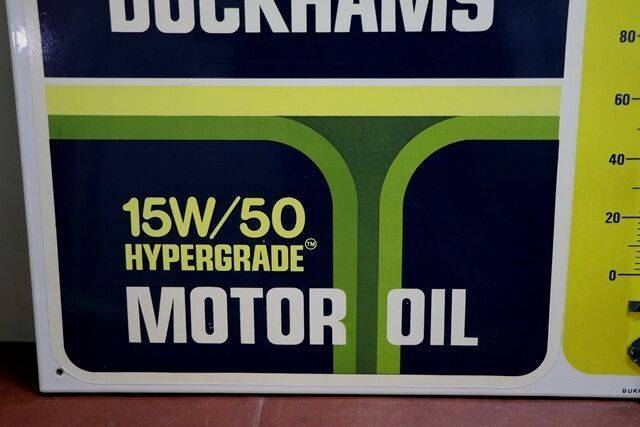 DUCKHAMS
15W/50
HYPERGRADE™
MOTOR OIL
80
60
40
20
0